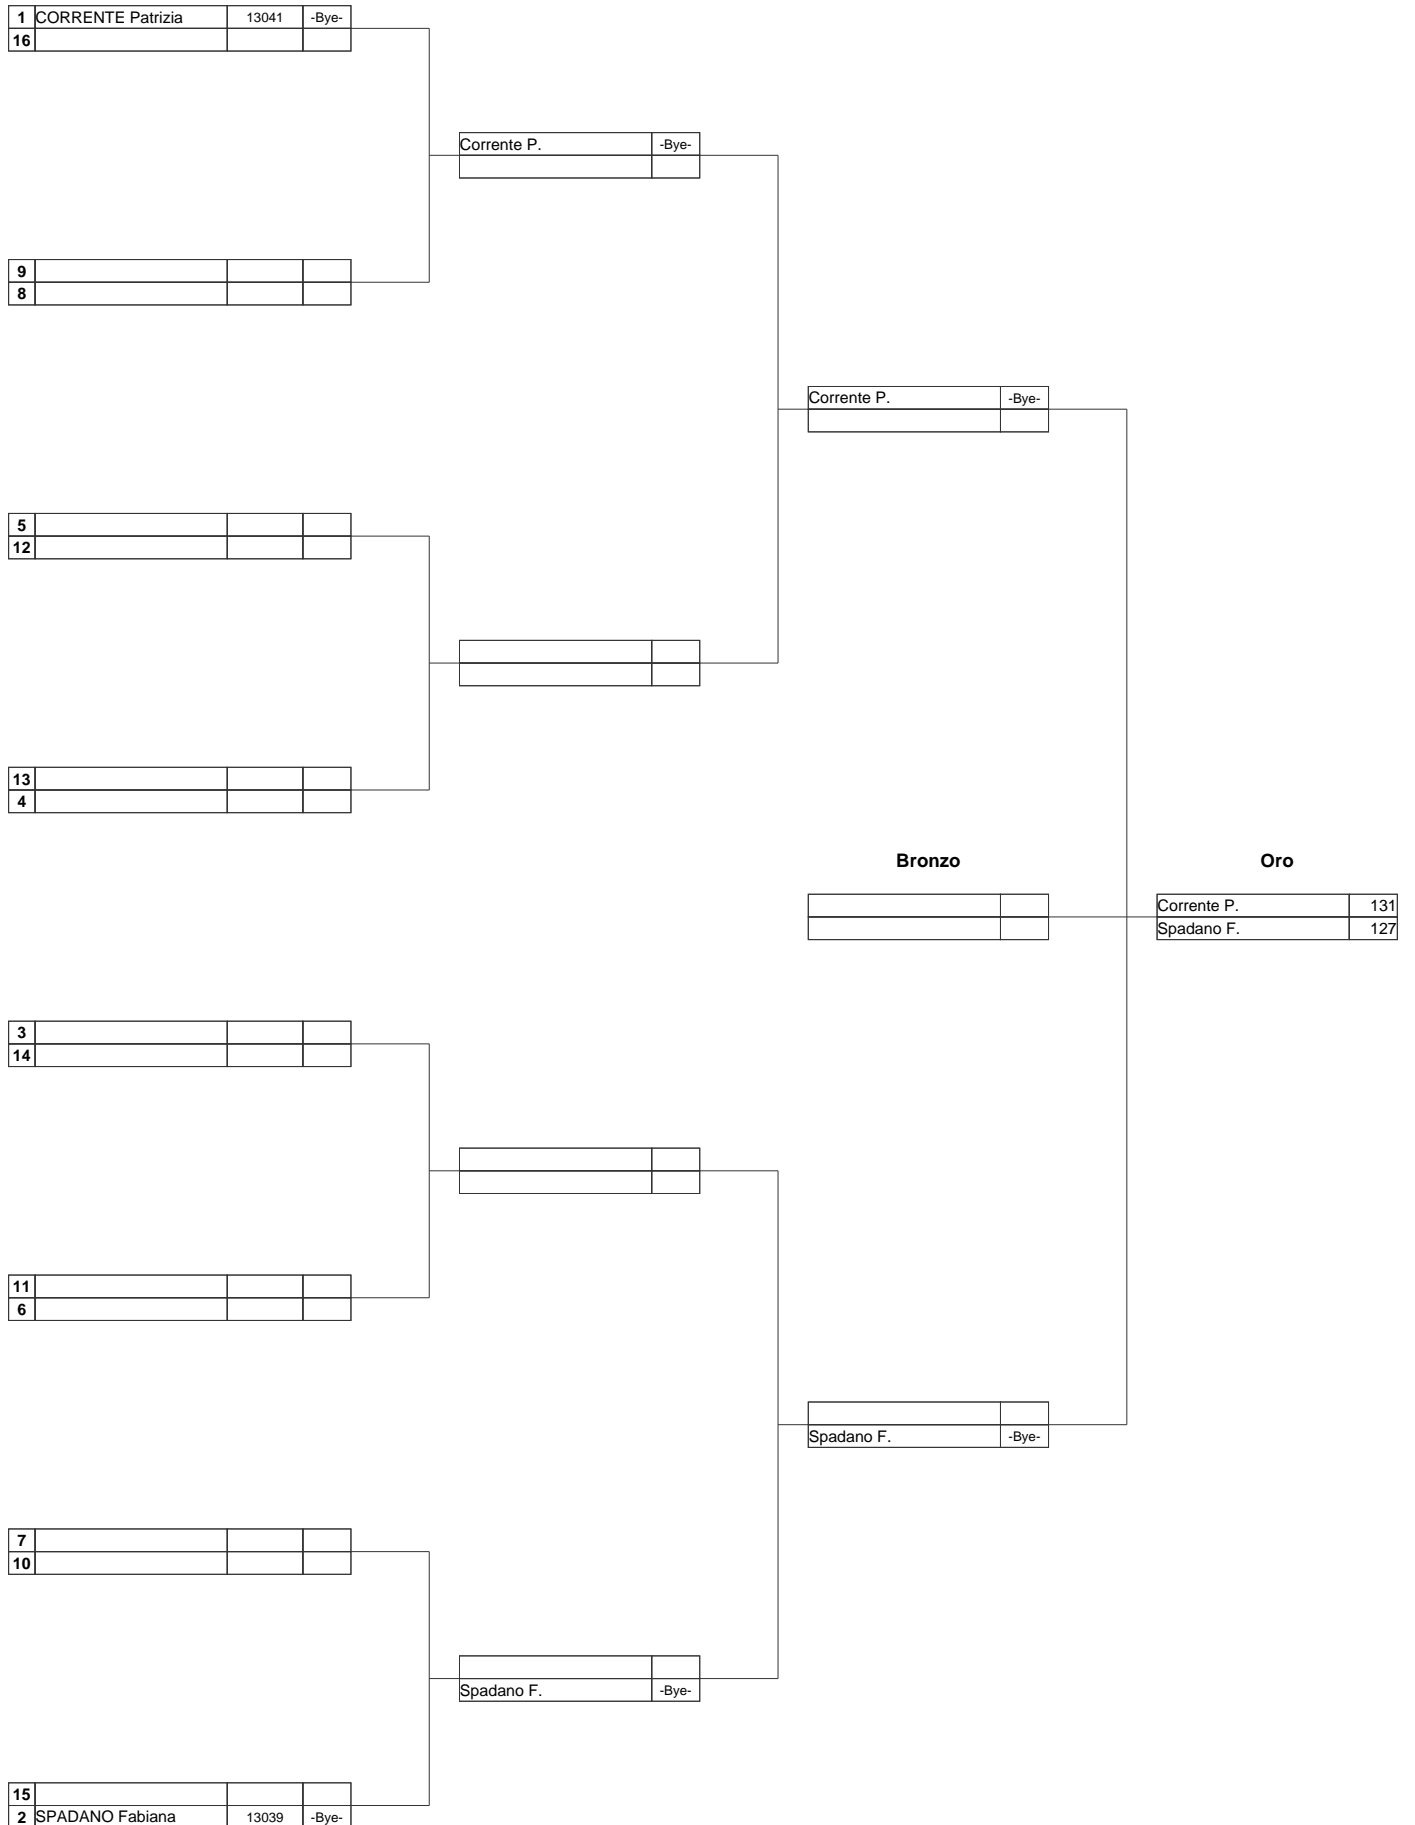 1 CORRENTE Patrizia 13041 -Bye-
16
Corrente P. -Bye-
9
8
Corrente P. -Bye-
5
12
13
4
Bronzo Oro
Corrente P. 131
Spadano F. 127
3
14
11
6
Spadano F. -Bye-
7
10
Spadano F. -Bye-
15
2 SPADANO Fabiana 13039 -Bye-